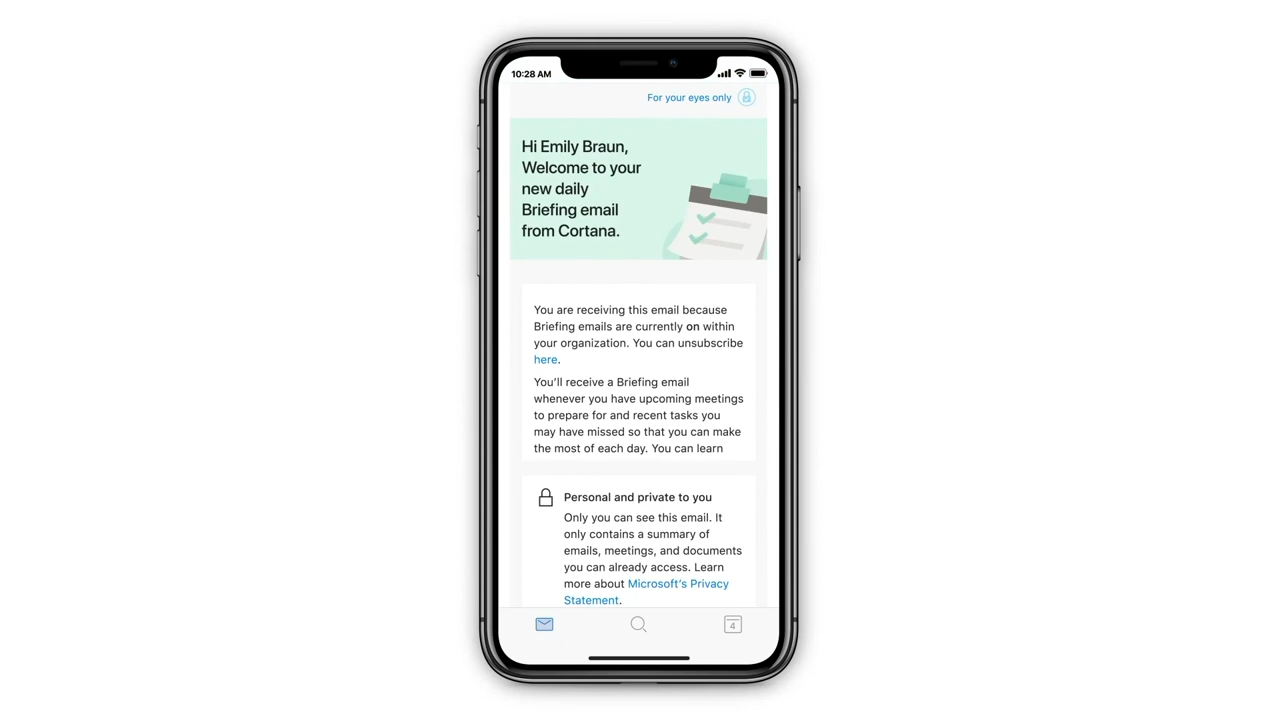 10:28 AM
For your eyes only
Hi Emily Braun,
Welcome to your
new daily
Briefing email
from Cortana.
You are receiving this email because
Briefing emails are currently on within
your organization. You can unsubscribe
here.
You’ll receive a Briefing email
whenever you have upcoming meetings
to prepare for and recent tasks you
may have missed so that you can make
the most of each day. You can learn
Personal and private to you
Only you can see this email. It
only contains a summary of
emails, meetings, and documents
you can already access. Learn
more about Microsoft’s Privacy
Statement.
4